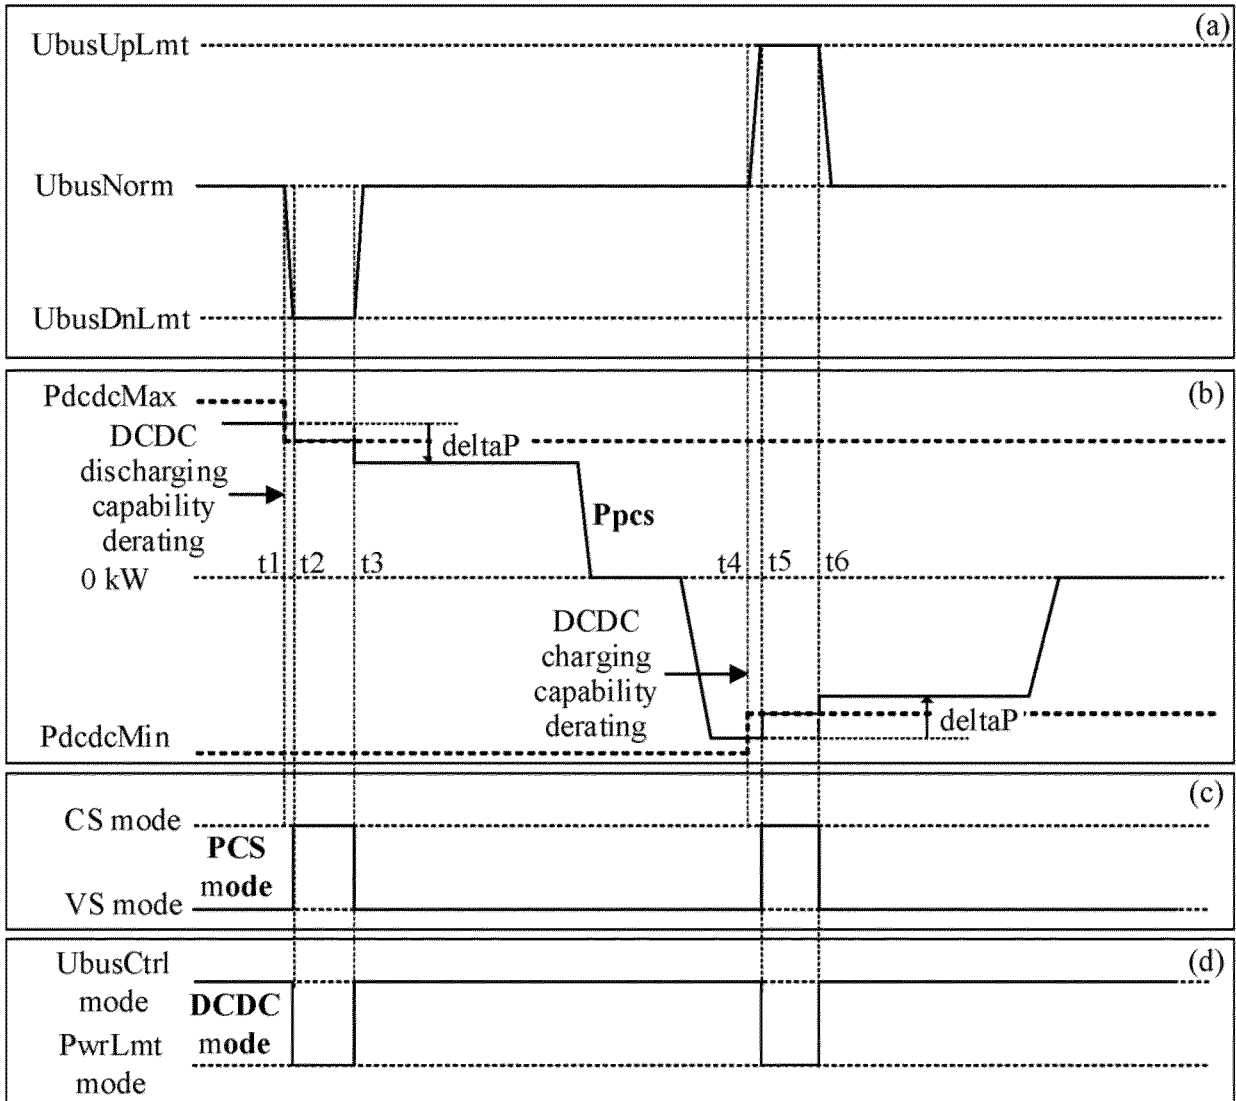 (a)
UbusUpLmt
UbusNorm
UbusDnLmt
(b)
PdcdcMax
DCDC
discharging
capability
derating
deltaP
Ppcs
0 kW
t1
t2
t3
t4
t5
t6
DCDC
charging
capability
derating
PdcdcMin
deltaP
(c)
CS mode
PCS
mode
VS mode
(d)
UbusCtrl
mode
DCDC
mode
PwrLmt
mode